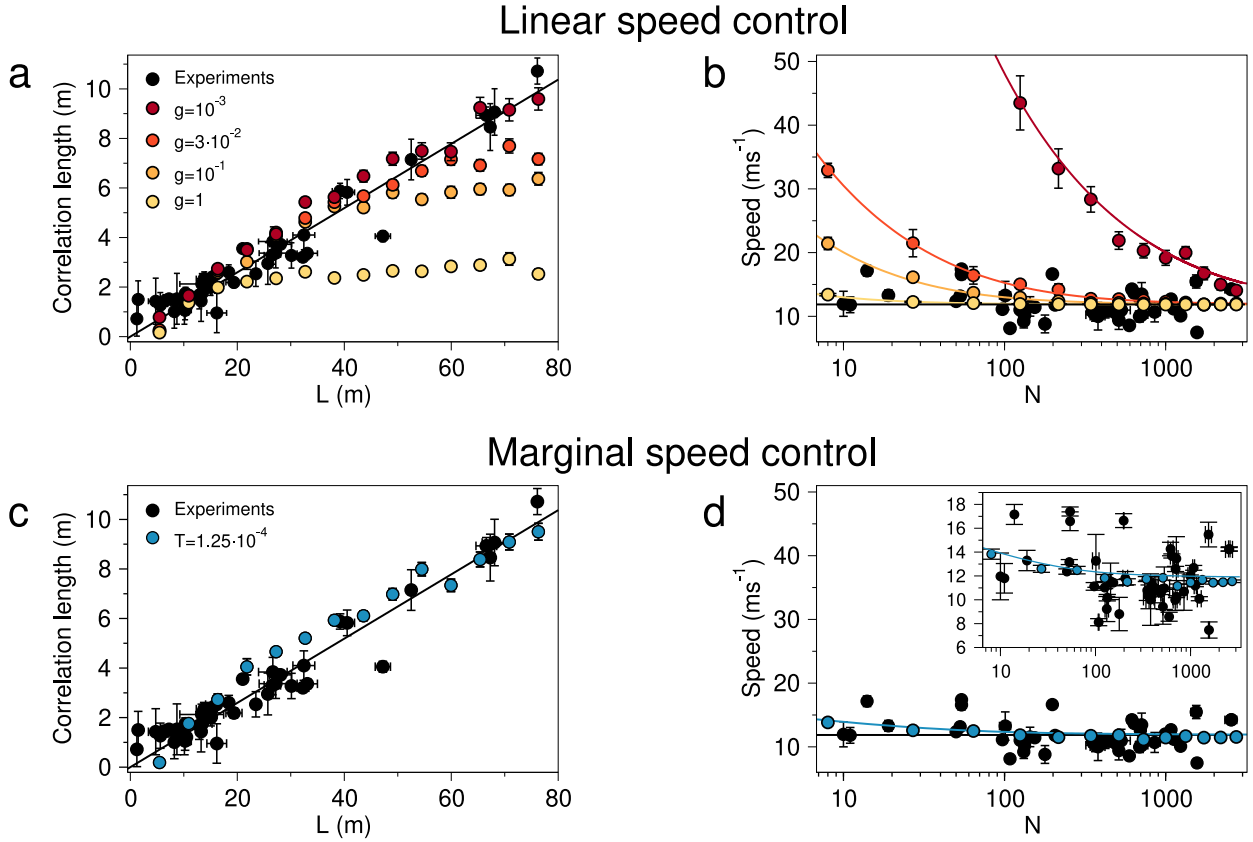 Linear speed control
a
Correlation length (m)
10
8
6
4
2
0
0
20
40
60
80
L (m)
Experiments
g=10⁻³
g=3·10⁻²
g=10⁻¹
g=1
b
Speed (ms⁻¹)
50
40
30
20
10
10
100
1000
N
Marginal speed control
c
Correlation length (m)
10
8
6
4
2
0
0
20
40
60
80
L (m)
Experiments
T=1.25·10⁻⁴
d
Speed (ms⁻¹)
50
40
30
20
10
10
100
1000
N
18
16
14
12
10
8
6
10
100
1000